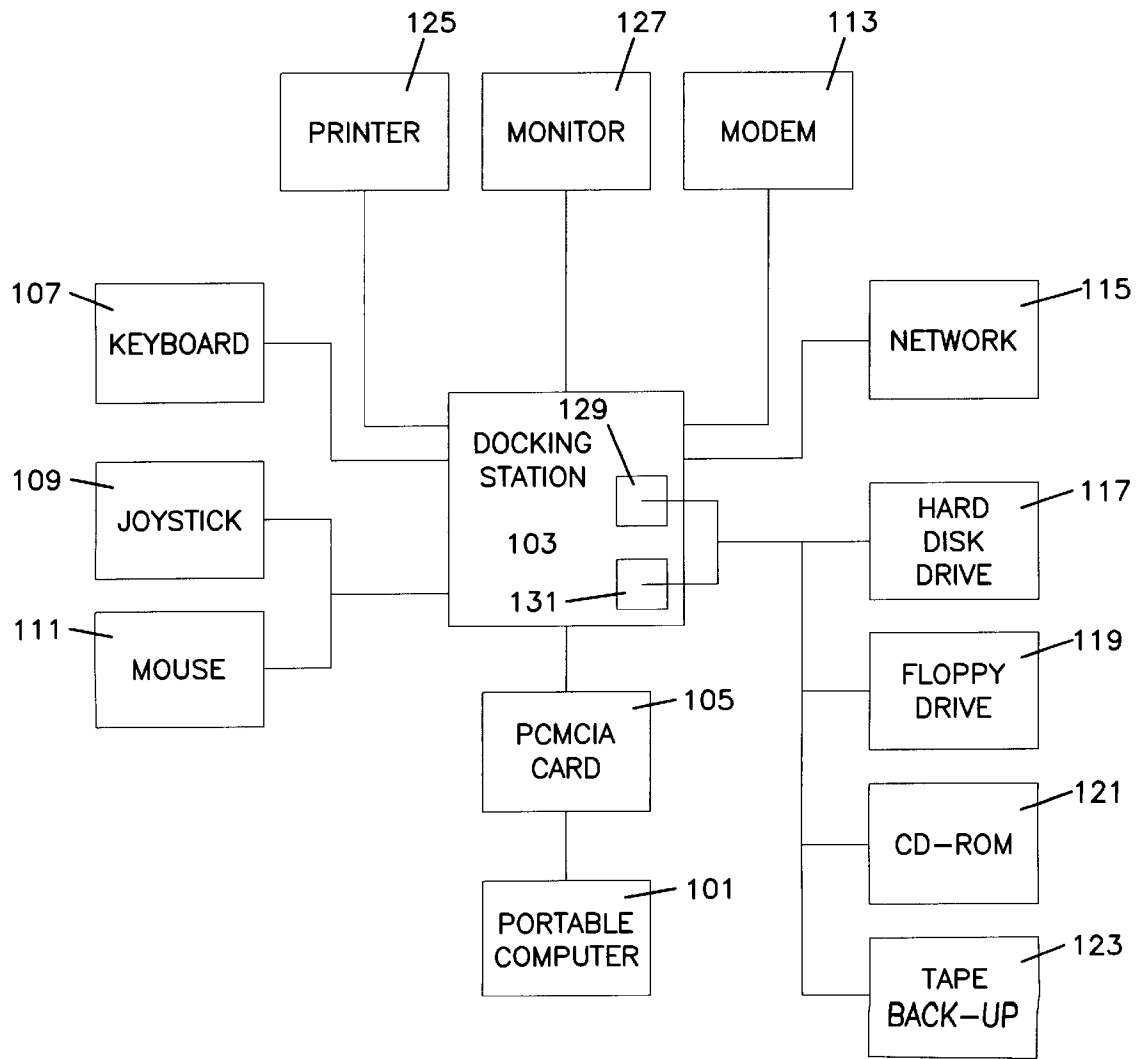 125
127
113
PRINTER
MONITOR
MODEM
107
KEYBOARD
115
NETWORK
109
JOYSTICK
111
MOUSE
DOCKING
STATION
103
129
131
117
HARD
DISK
DRIVE
119
FLOPPY
DRIVE
105
PCMCIA
CARD
121
CD-ROM
101
PORTABLE
COMPUTER
123
TAPE
BACK-UP